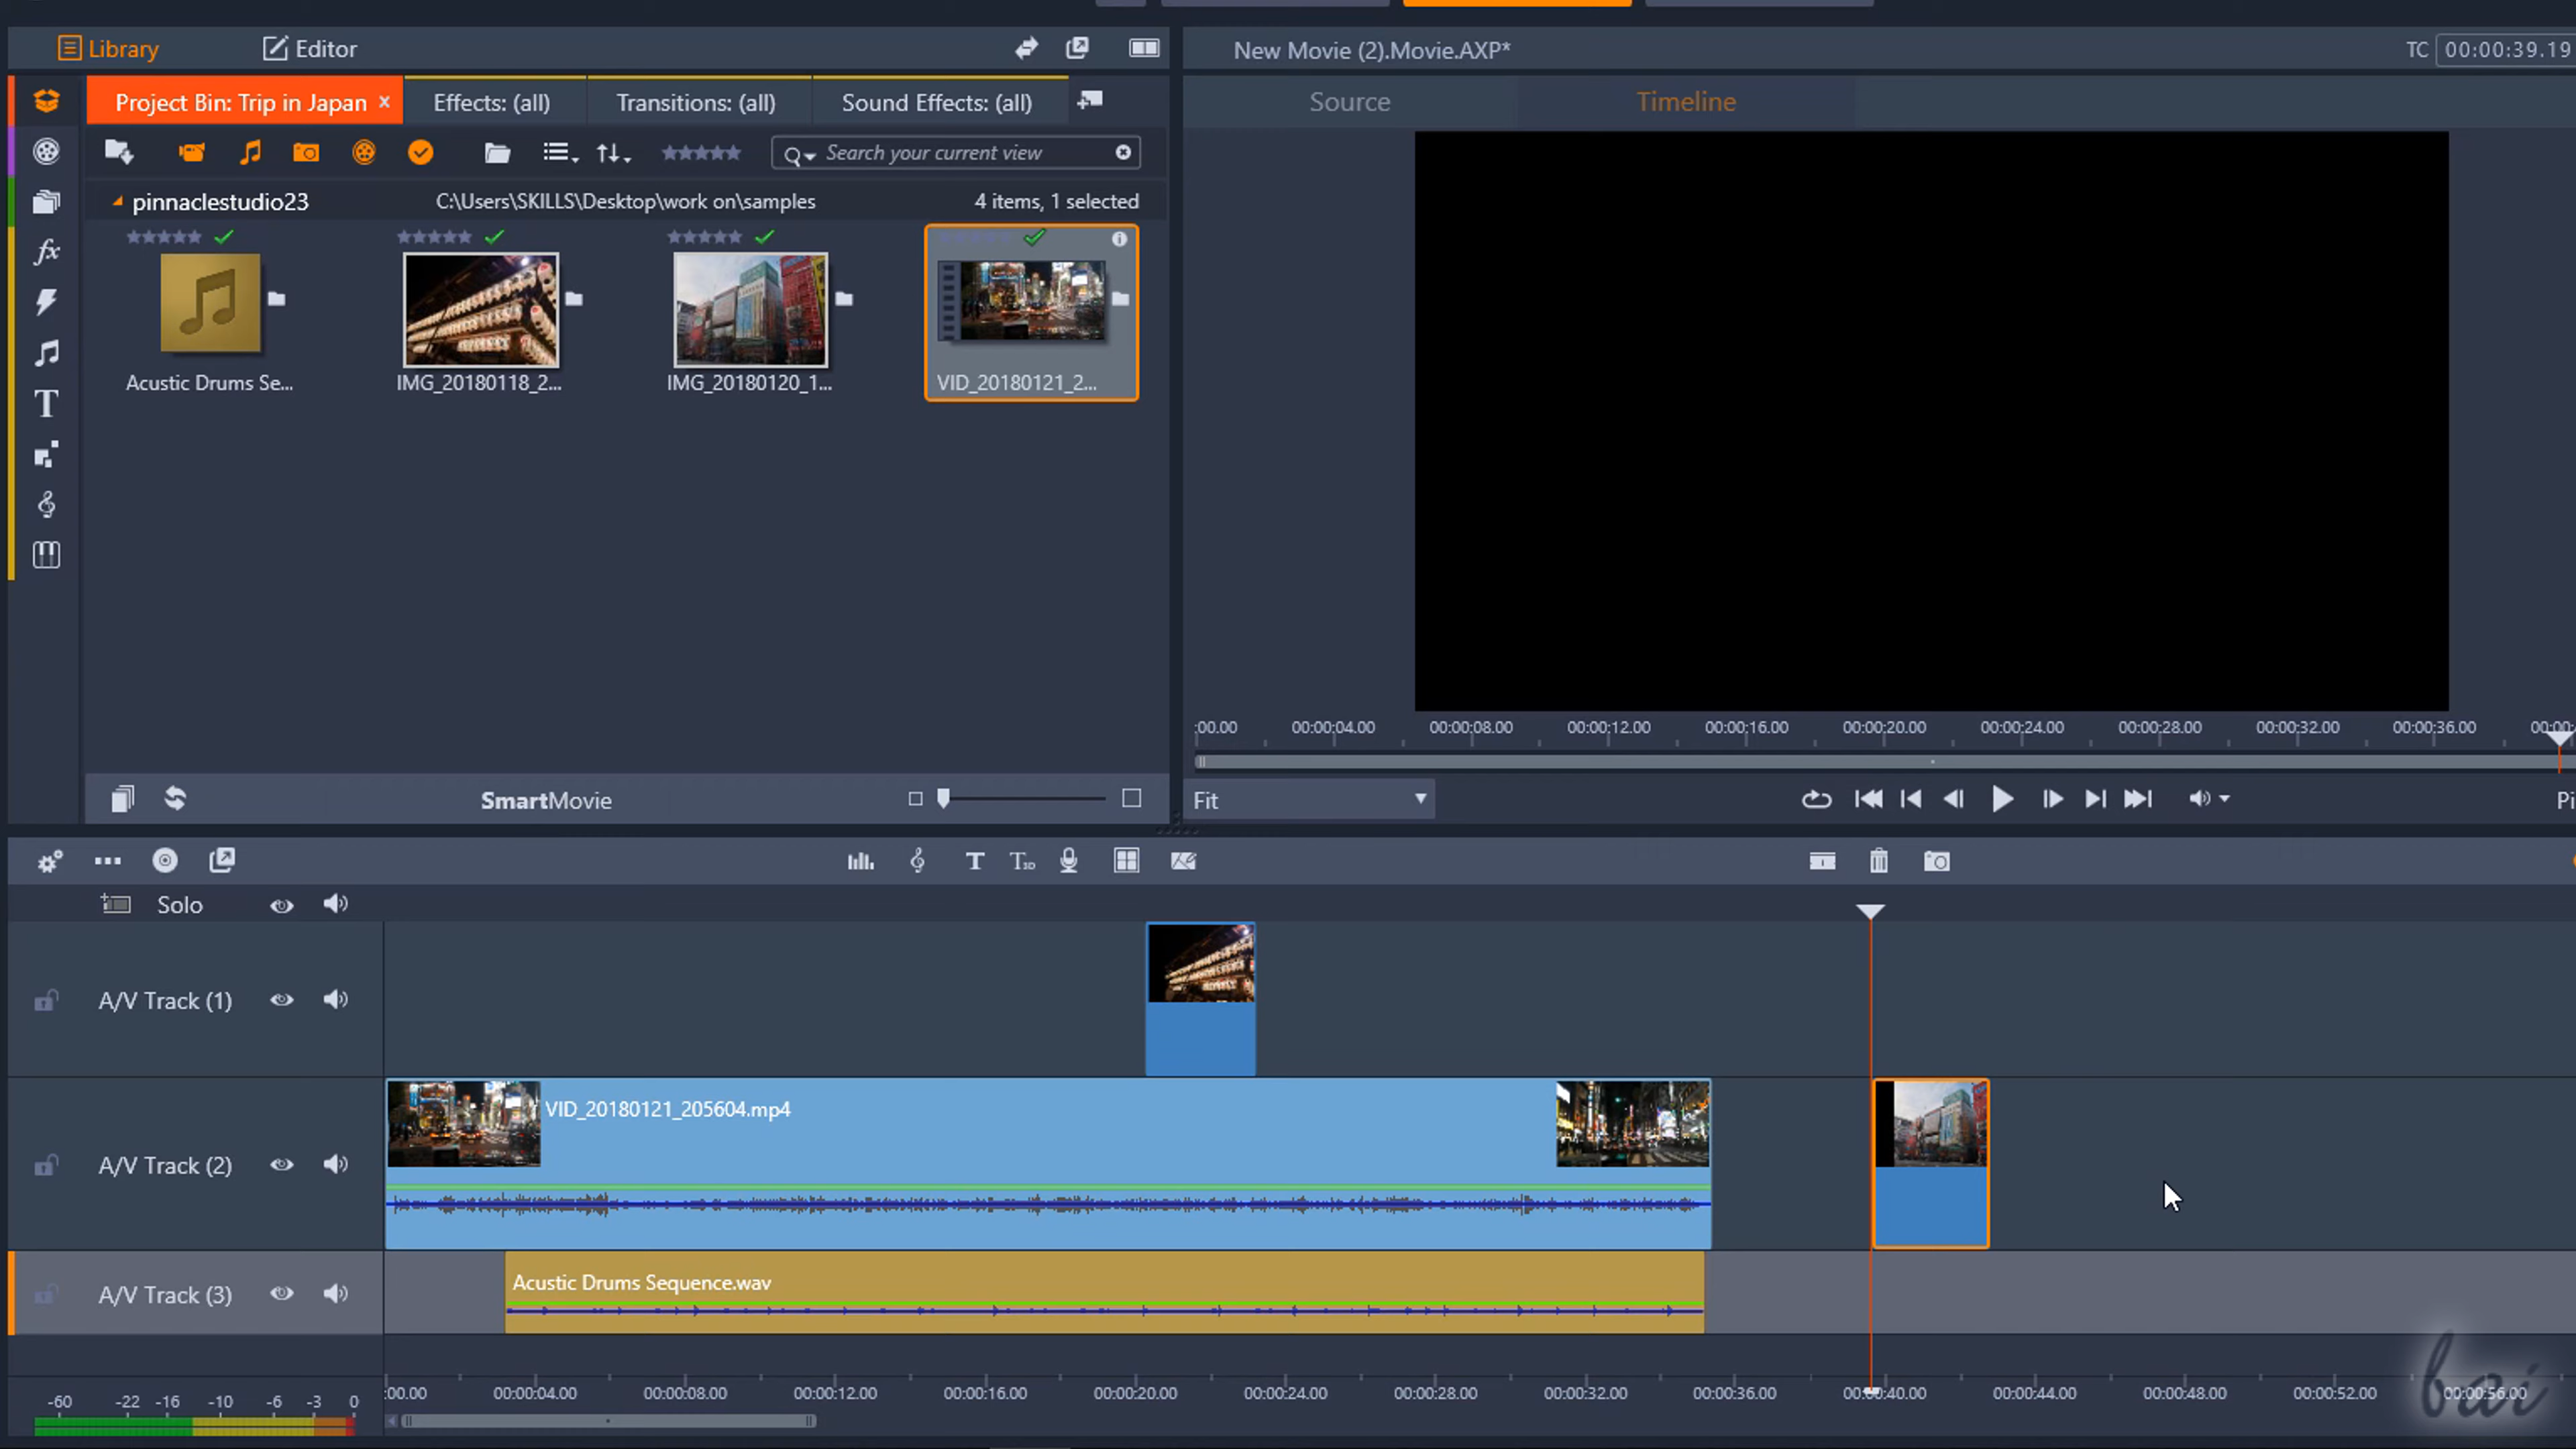 Library
Editor
New Movie (2).Movie.AXP*
TC 00:00:39.19
Project Bin: Trip in Japan ×
Effects: (all)
Transitions: (all)
Sound Effects: (all)
Source
Timeline
Search your current view
pinnaclestudio23
C:\Users\SKILLS\Desktop\work on\samples
4 items, 1 selected
Acustic Drums Se...
IMG_20180118_2...
IMG_20180120_1...
VID_20180121_2...
:00.00 00:00:04.00 00:00:08.00 00:00:12.00 00:00:16.00 00:00:20.00 00:00:24.00 00:00:28.00 00:00:32.00 00:00:36.00 00:00
SmartMovie
Fit
Pi
T T3D
Solo
A/V Track (1)
A/V Track (2)
VID_20180121_205604.mp4
A/V Track (3)
Acustic Drums Sequence.wav
-60 -22 -16 -10 -6 -3 0
:00.00 00:00:04.00 00:00:08.00 00:00:12.00 00:00:16.00 00:00:20.00 00:00:24.00 00:00:28.00 00:00:32.00 00:00:36.00 00:00:40.00 00:00:44.00 00:00:48.00 00:00:52.00 00:00:56.00
bai